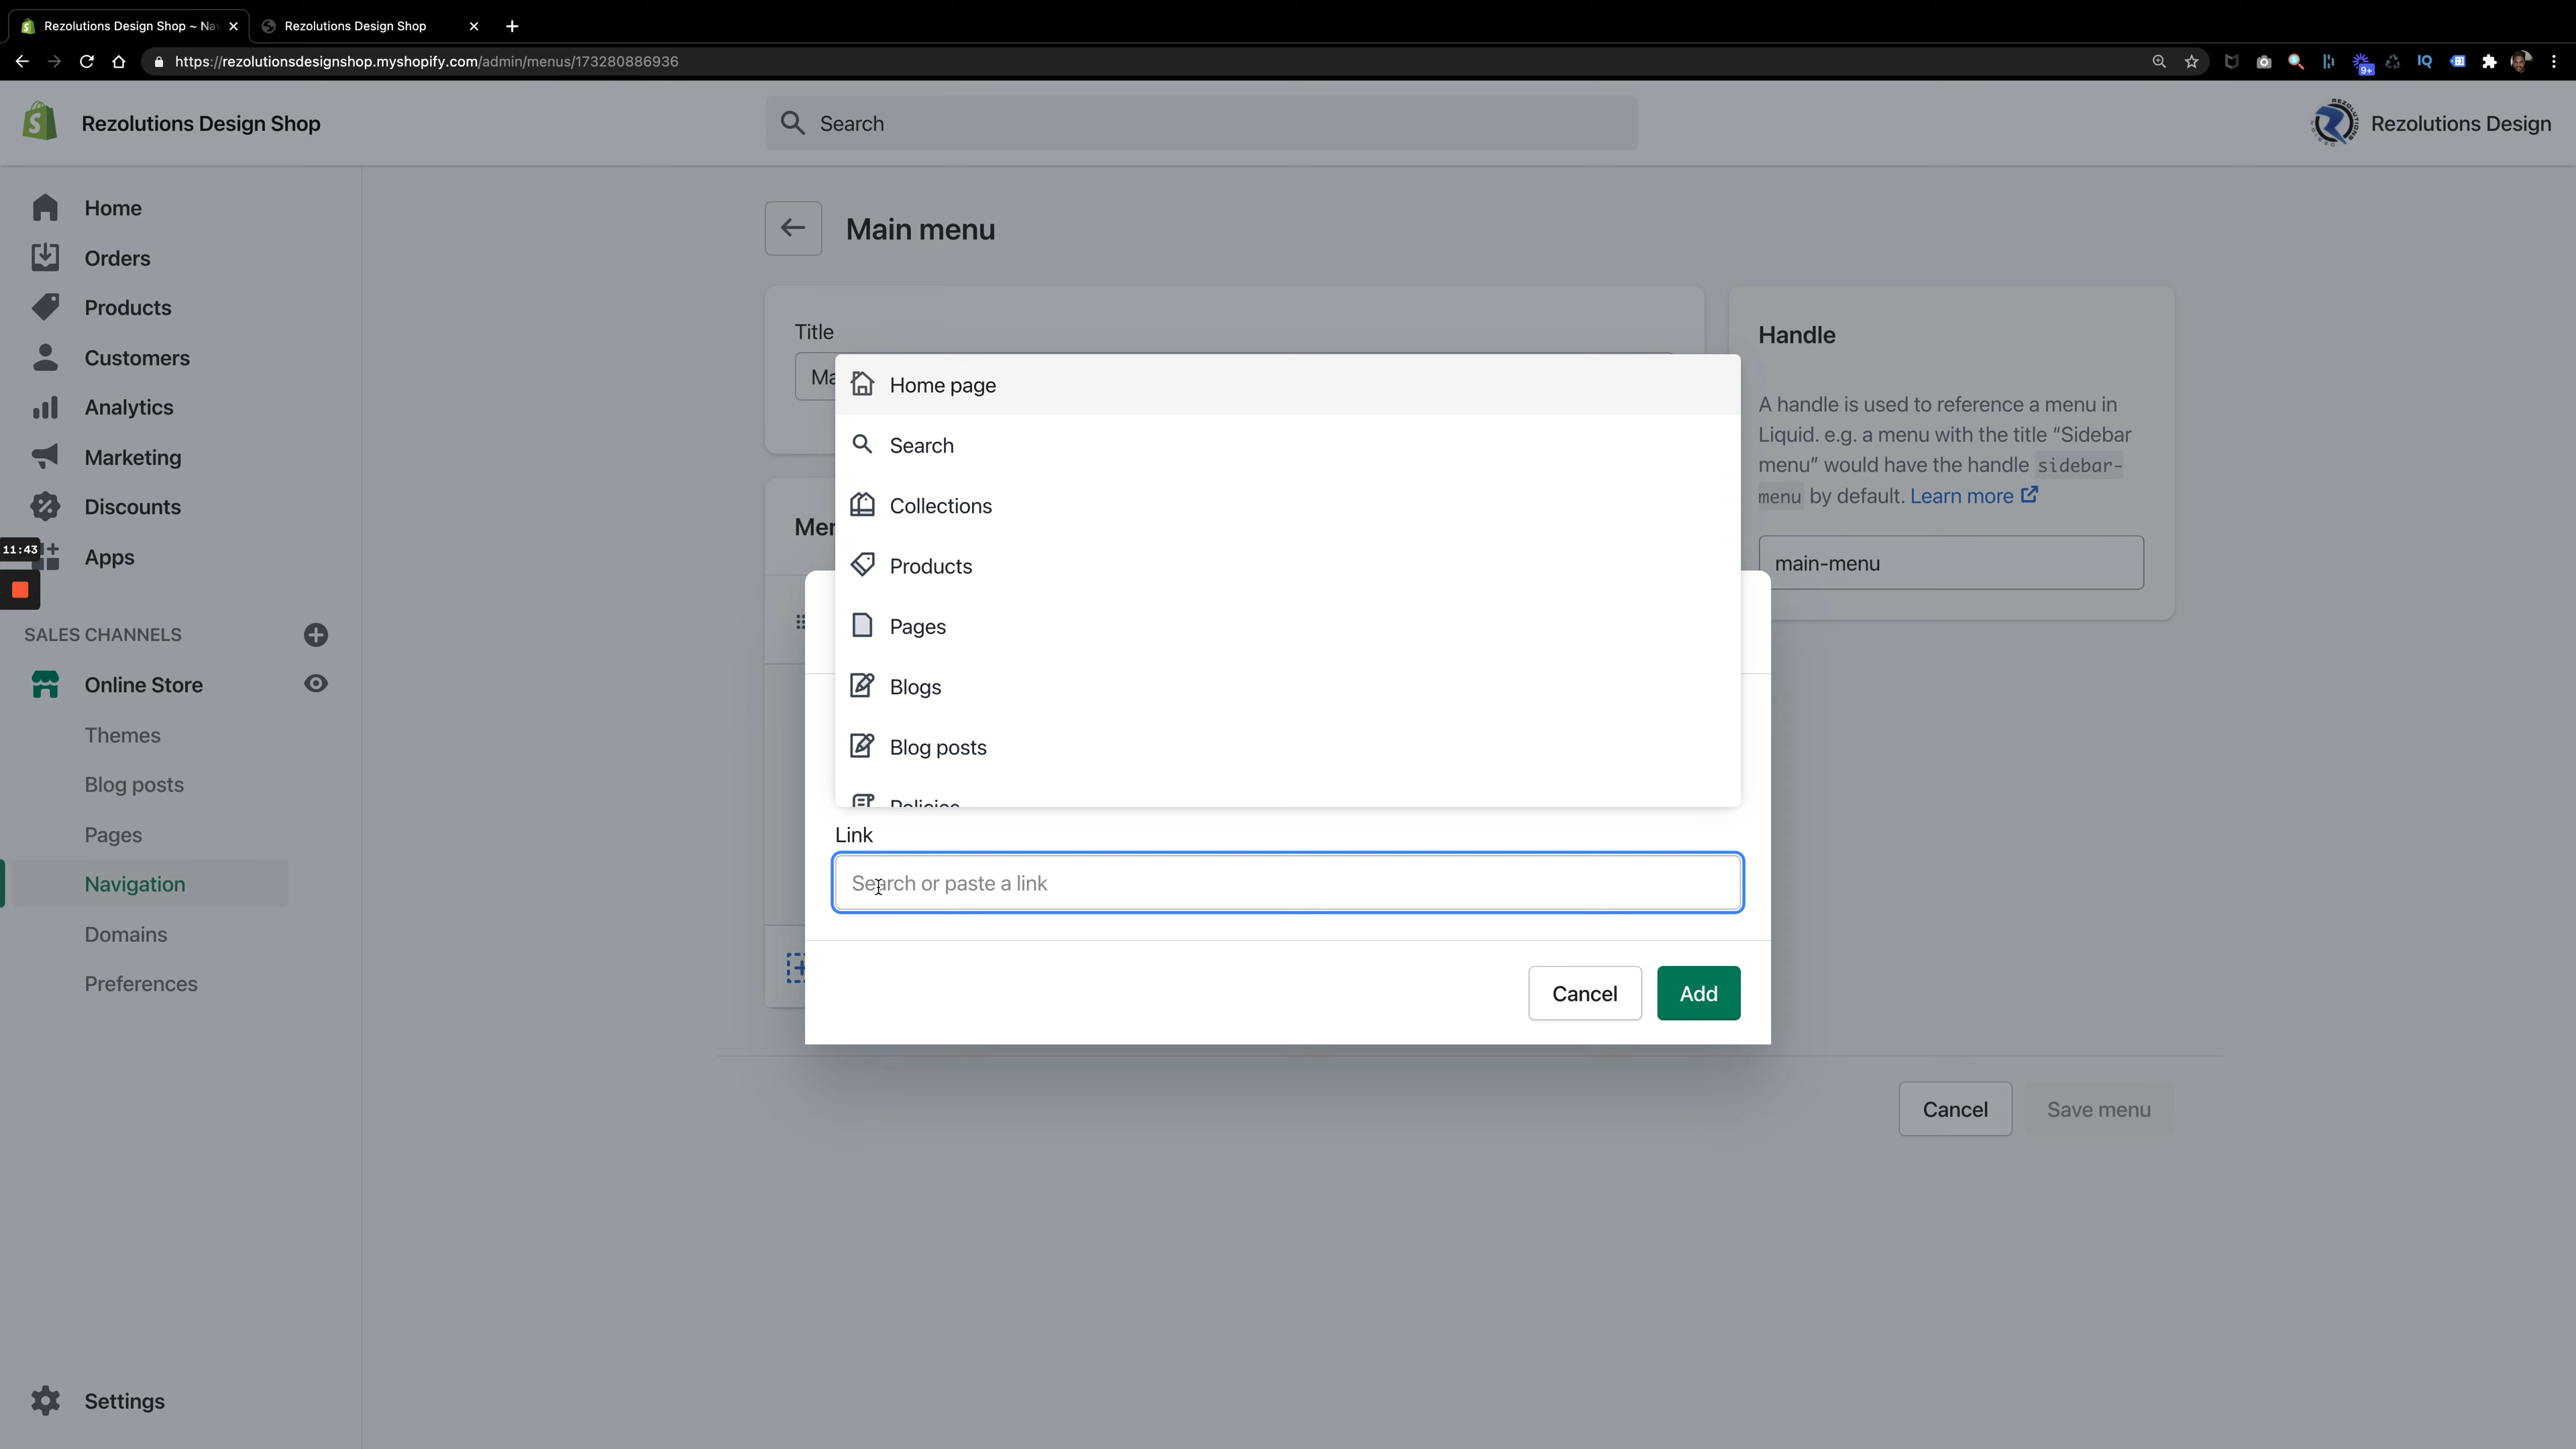 Rezolutions Design Shop ~ Na
Rezolutions Design Shop
https://rezolutionsdesignshop.myshopify.com/admin/menus/173280886936
9+
IQ
Rezolutions Design Shop
Search
Rezolutions Design
Home
Orders
Products
Customers
Analytics
Marketing
Discounts
11:43
Apps
SALES CHANNELS
Online Store
Themes
Blog posts
Pages
Navigation
Domains
Preferences
Settings
Main menu
Title
Ma
Men
Home page
Search
Collections
Products
Pages
Blogs
Blog posts
Policies
Link
Search or paste a link
Cancel
Add
Handle
A handle is used to reference a menu in
Liquid. e.g. a menu with the title “Sidebar
menu” would have the handle sidebar-
menu by default. Learn more
main-menu
Cancel
Save menu